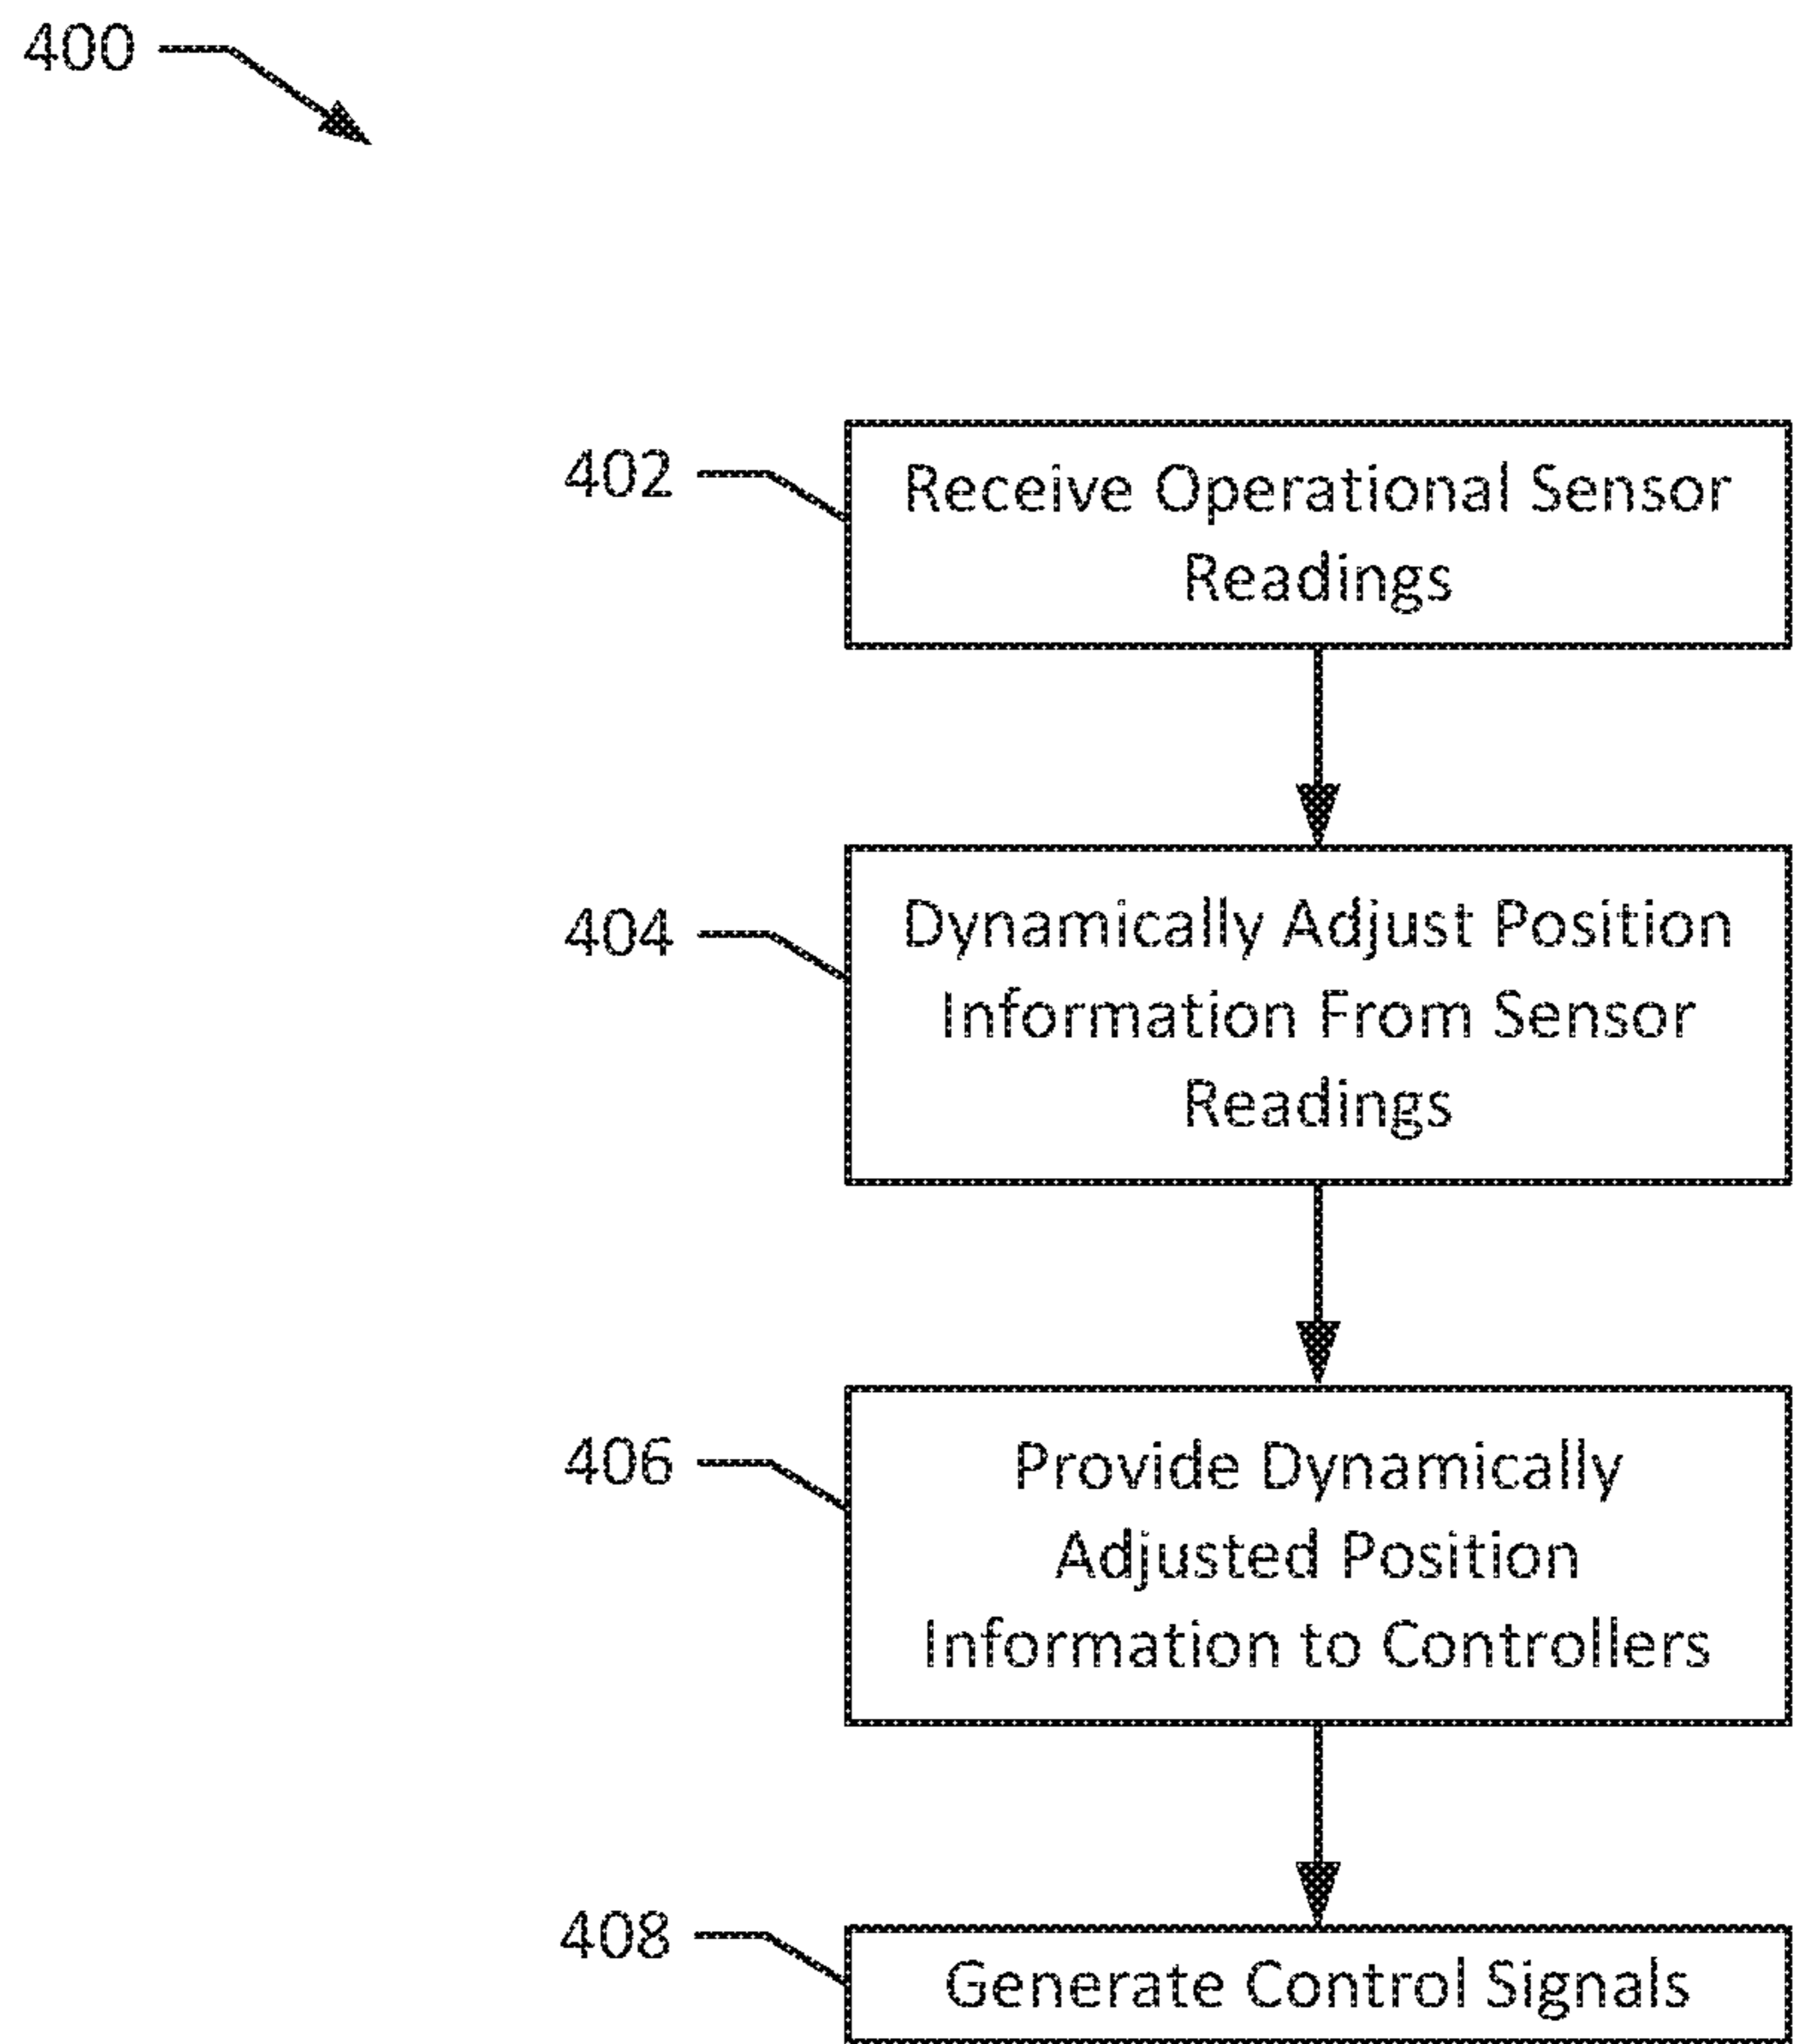 400
402
Receive Operational Sensor
Readings
404
Dynamically Adjust Position
Information From Sensor
Readings
406
Provide Dynamically
Adjusted Position
Information to Controllers
408
Generate Control Signals